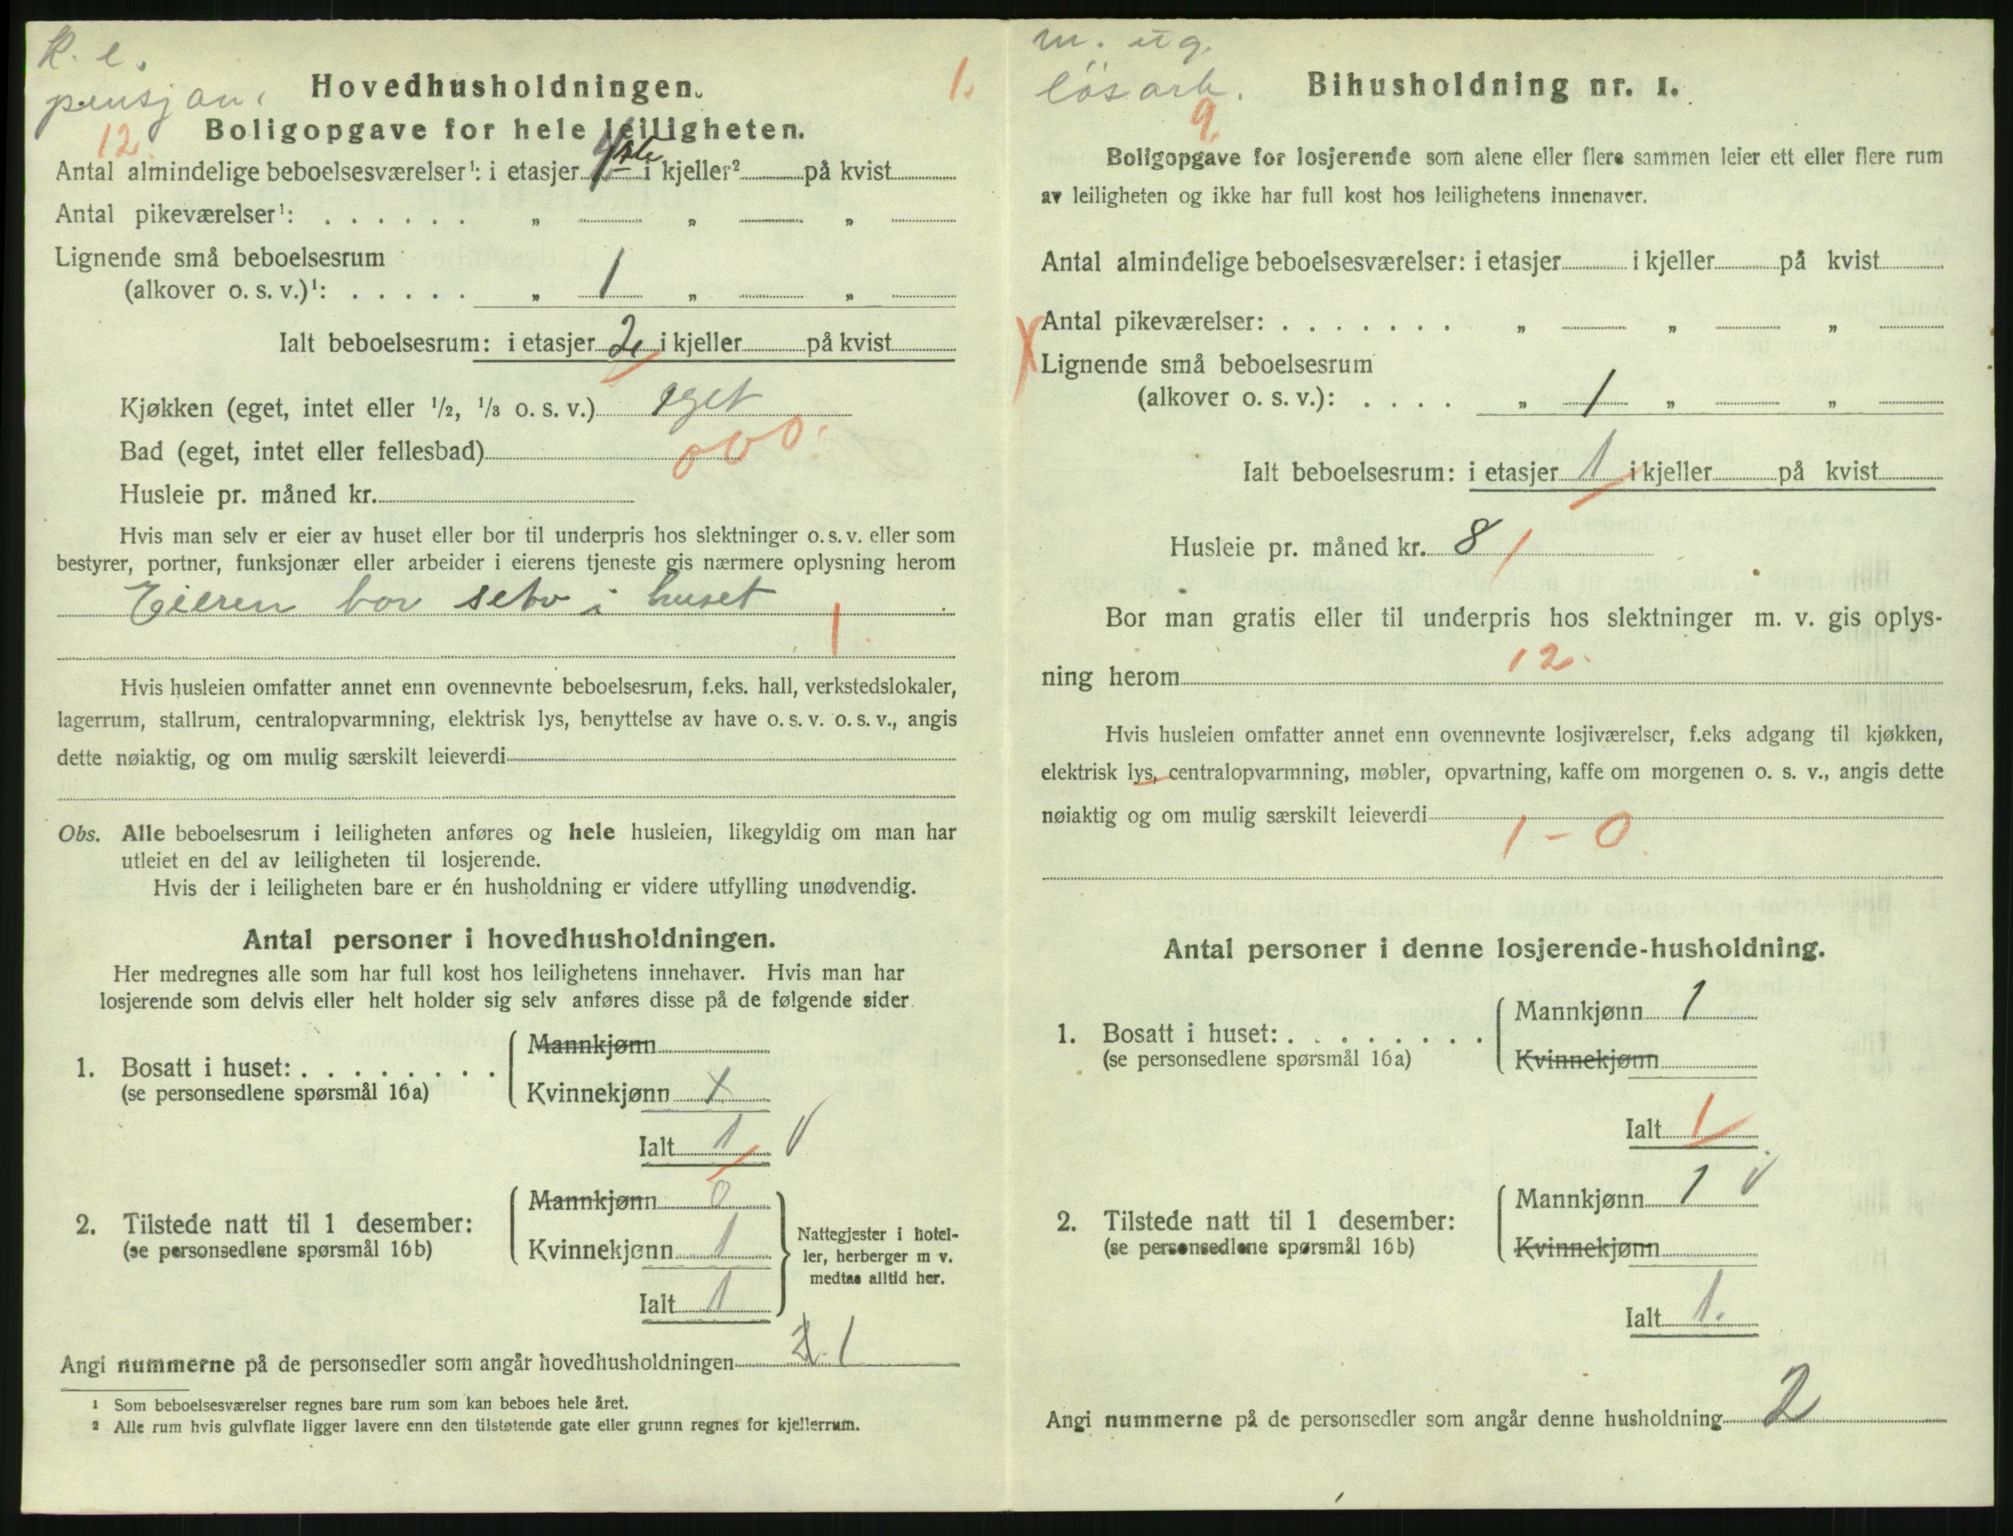 K. e.
pensjon.
1.
Hovedhusholdningen.
12.
Boligopgave for hele leiligheten.
Antal almindelige beboelsesværelser¹: i etasjer 1 i kjeller² på kvist
Antal pikeværelser¹: . . . . . . „ „ „
Lignende små beboelsesrum
(alkover o. s. v.)¹: . . . . . „ 1 „ „
Ialt beboelsesrum: i etasjer 2 i kjeller på kvist
Kjøkken (eget, intet eller 1/2, 1/3 o. s. v.) eget
Bad (eget, intet eller fellesbad) 000.
Husleie pr. måned kr.
Hvis man selv er eier av huset eller bor til underpris hos slektninger o. s. v. eller som
bestyrer, portner, funksjonær eller arbeider i eierens tjeneste gis nærmere oplysning herom
Eieren bor selv i huset
1.
Hvis husleien omfatter annet enn ovennevnte beboelsesrum, f.eks. hall, verkstedslokaler,
lagerrum, stallrum, centralopvarmning, elektrisk lys, benyttelse av have o. s. v. o. s. v., angis
dette nøiaktig, og om mulig særskilt leieverdi
Obs. Alle beboelsesrum i leiligheten anføres og hele husleien, likegyldig om man har
utleiet en del av leiligheten til losjerende.
Hvis der i leiligheten bare er én husholdning er videre utfylling unødvendig.
Antal personer i hovedhusholdningen.
Her medregnes alle som har full kost hos leilighetens innehaver. Hvis man har
losjerende som delvis eller helt holder sig selv anføres disse på de følgende sider
1. Bosatt i huset: . . . . . . . .
(se personsedlene spørsmål 16a)
Mannkjønn
Kvinnekjønn x
Ialt 1 V
2. Tilstede natt til 1 desember:
(se personsedlene spørsmål 16b)
Mannkjønn 0
Kvinnekjønn 1
Ialt 1
Nattegjester i hotel-
ler, herberger m v.
medtas alltid her.
Angi nummerne på de personsedler som angår hovedhusholdningen 1
¹ Som beboelsesværelser regnes bare rum som kan beboes hele året.
² Alle rum hvis gulvflate ligger lavere enn den tilstøtende gate eller grunn regnes for kjellerrum.
m. ug.
løsarb.
9.
Bihusholdning nr. 1.
Boligopgave for losjerende som alene eller flere sammen leier ett eller flere rum
av leiligheten og ikke har full kost hos leilighetens innenaver.
Antal almindelige beboelsesværelser: i etasjer i kjeller på kvist
Antal pikeværelser: . . . . . . . „ „ „
X
Lignende små beboelsesrum
(alkover o. s. v.): . . . . „ 1 „ „
Ialt beboelsesrum: i etasjer 1 i kjeller på kvist
Husleie pr. måned kr. 8 /
Bor man gratis eller til underpris hos slektninger m. v. gis oplys-
ning herom 12.
Hvis husleien omfatter annet enn ovennevnte losjiværelser, f.eks adgang til kjøkken,
elektrisk lys, centralopvarmning, møbler, opvartning, kaffe om morgenen o. s. v., angis dette
nøiaktig og om mulig særskilt leieverdi
1 - 0
Antal personer i denne losjerende-husholdning.
1. Bosatt i huset: . . . . . . . .
(se personsedlene spørsmål 16a)
Mannkjønn 1
Kvinnekjønn
Ialt 1
2. Tilstede natt til 1 desember:
(se personsedlene spørsmål 16b)
Mannkjønn 1 V
Kvinnekjønn
Ialt 1.
Angi nummerne på de personsedler som angår denne husholdning 2